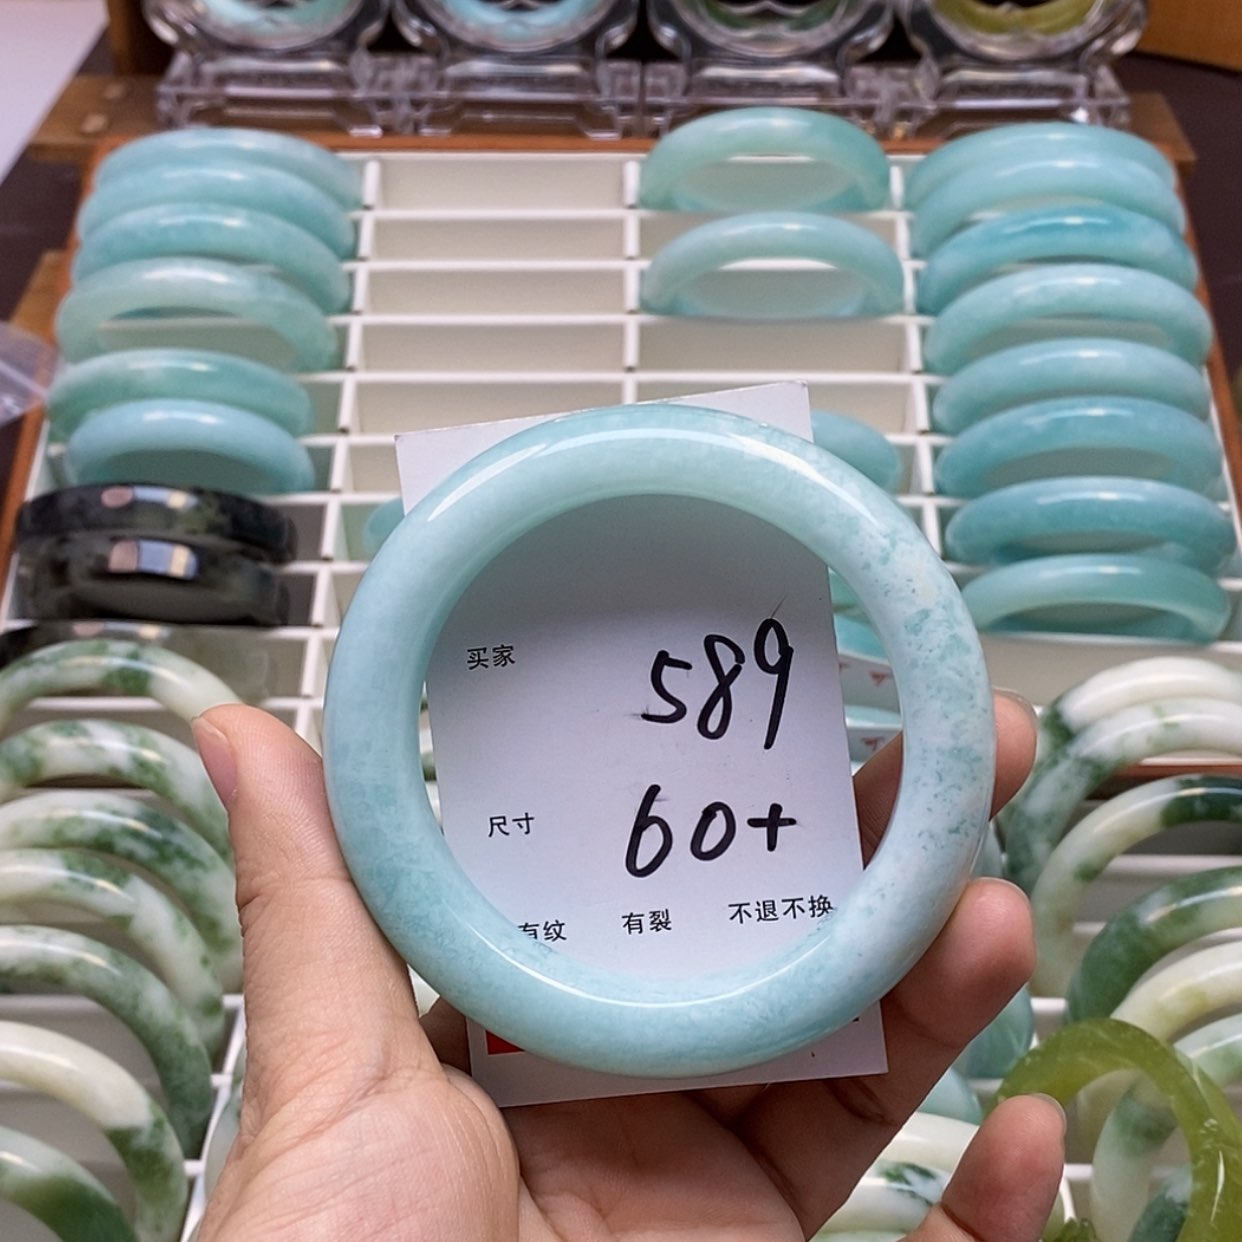 买家 589
尺寸 60+
有纹 有裂 不退不换